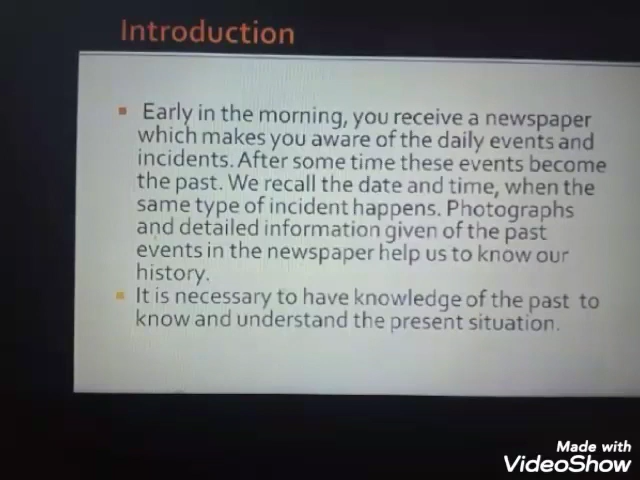 Introduction
Early in the morning, you receive a newspaper
which makes you aware of the daily events and
incidents. After some time these events become
the past. We recall the date and time, when the
same type of incident happens. Photographs
and detailed information given of the past
events in the newspaper help us to know our
history.
It is necessary to have knowledge of the past to
know and understand the present situation.
Made with
VideoShow